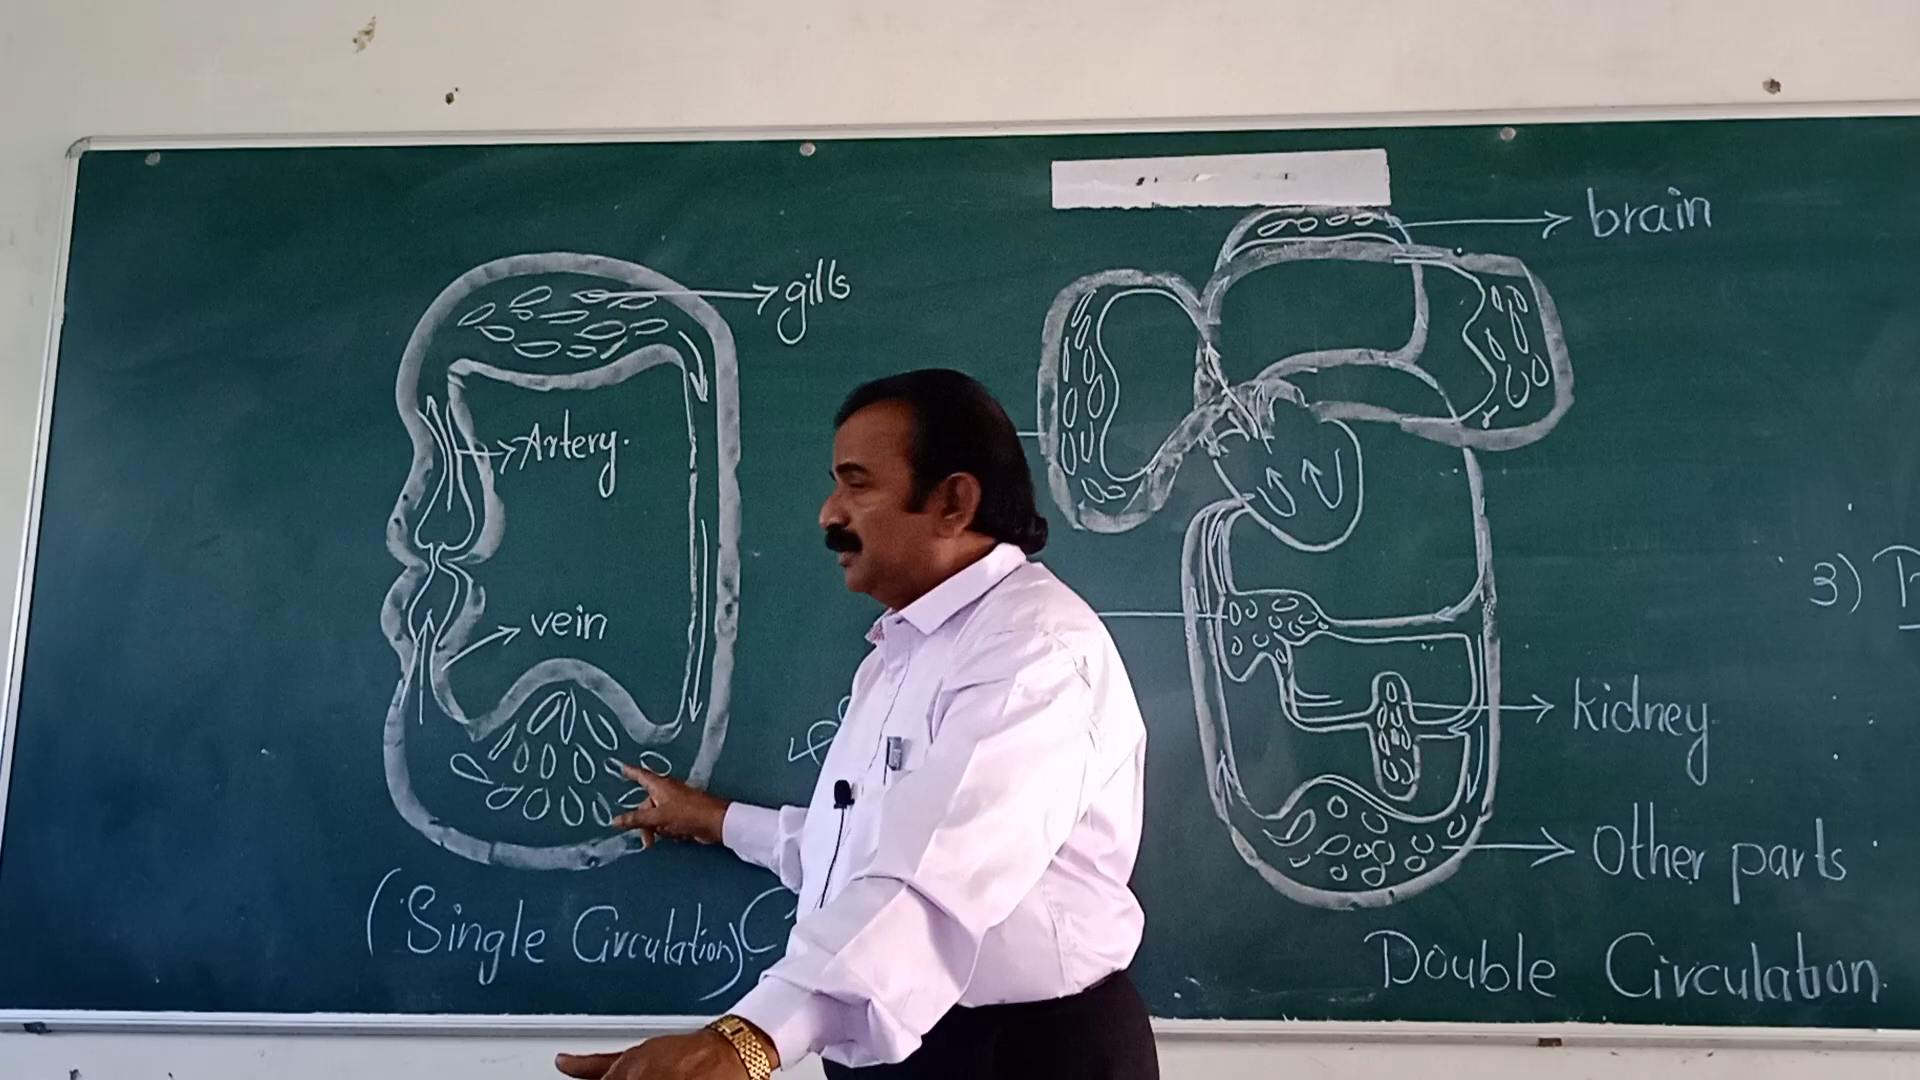 gills
Artery.
vein
(Single Circulation)
brain
kidney
Other parts
Double Circulation.
3)